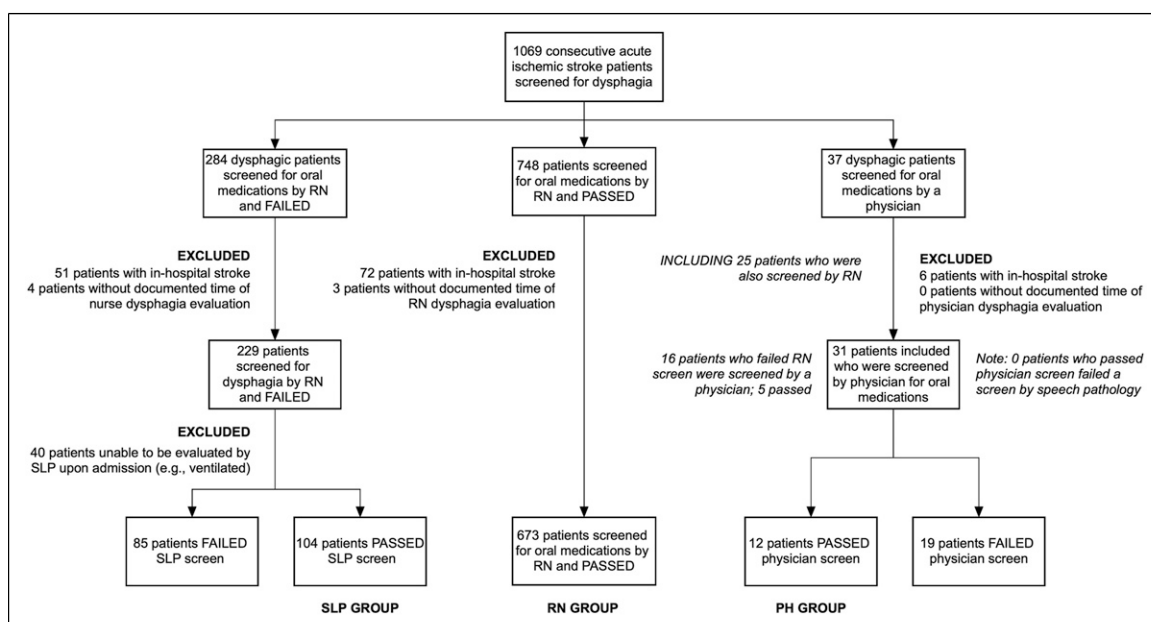 1069 consecutive acute
ischemic stroke patients
screened for dysphagia
284 dysphagic patients
screened for oral
medications by RN
and FAILED
748 patients screened
for oral medications by
RN and PASSED
37 dysphagic patients
screened for oral
medications by a
physician
EXCLUDED
51 patients with in-hospital stroke
4 patients without documented time of
nurse dysphagia evaluation
EXCLUDED
72 patients with in-hospital stroke
3 patients without documented time of
RN dysphagia evaluation
INCLUDING 25 patients who were
also screened by RN
EXCLUDED
6 patients with in-hospital stroke
0 patients without documented time of
physician dysphagia evaluation
229 patients
screened for
dysphagia by RN
and FAILED
16 patients who failed RN
screen were screened by a
physician; 5 passed
31 patients included
who were screened
by physician for oral
medications
Note: 0 patients who passed
physician screen failed a
screen by speech pathology
EXCLUDED
40 patients unable to be evaluated by
SLP upon admission (e.g., ventilated)
85 patients FAILED
SLP screen
104 patients PASSED
SLP screen
673 patients screened
for oral medications by
RN and PASSED
12 patients PASSED
physician screen
19 patients FAILED
physician screen
SLP GROUP
RN GROUP
PH GROUP